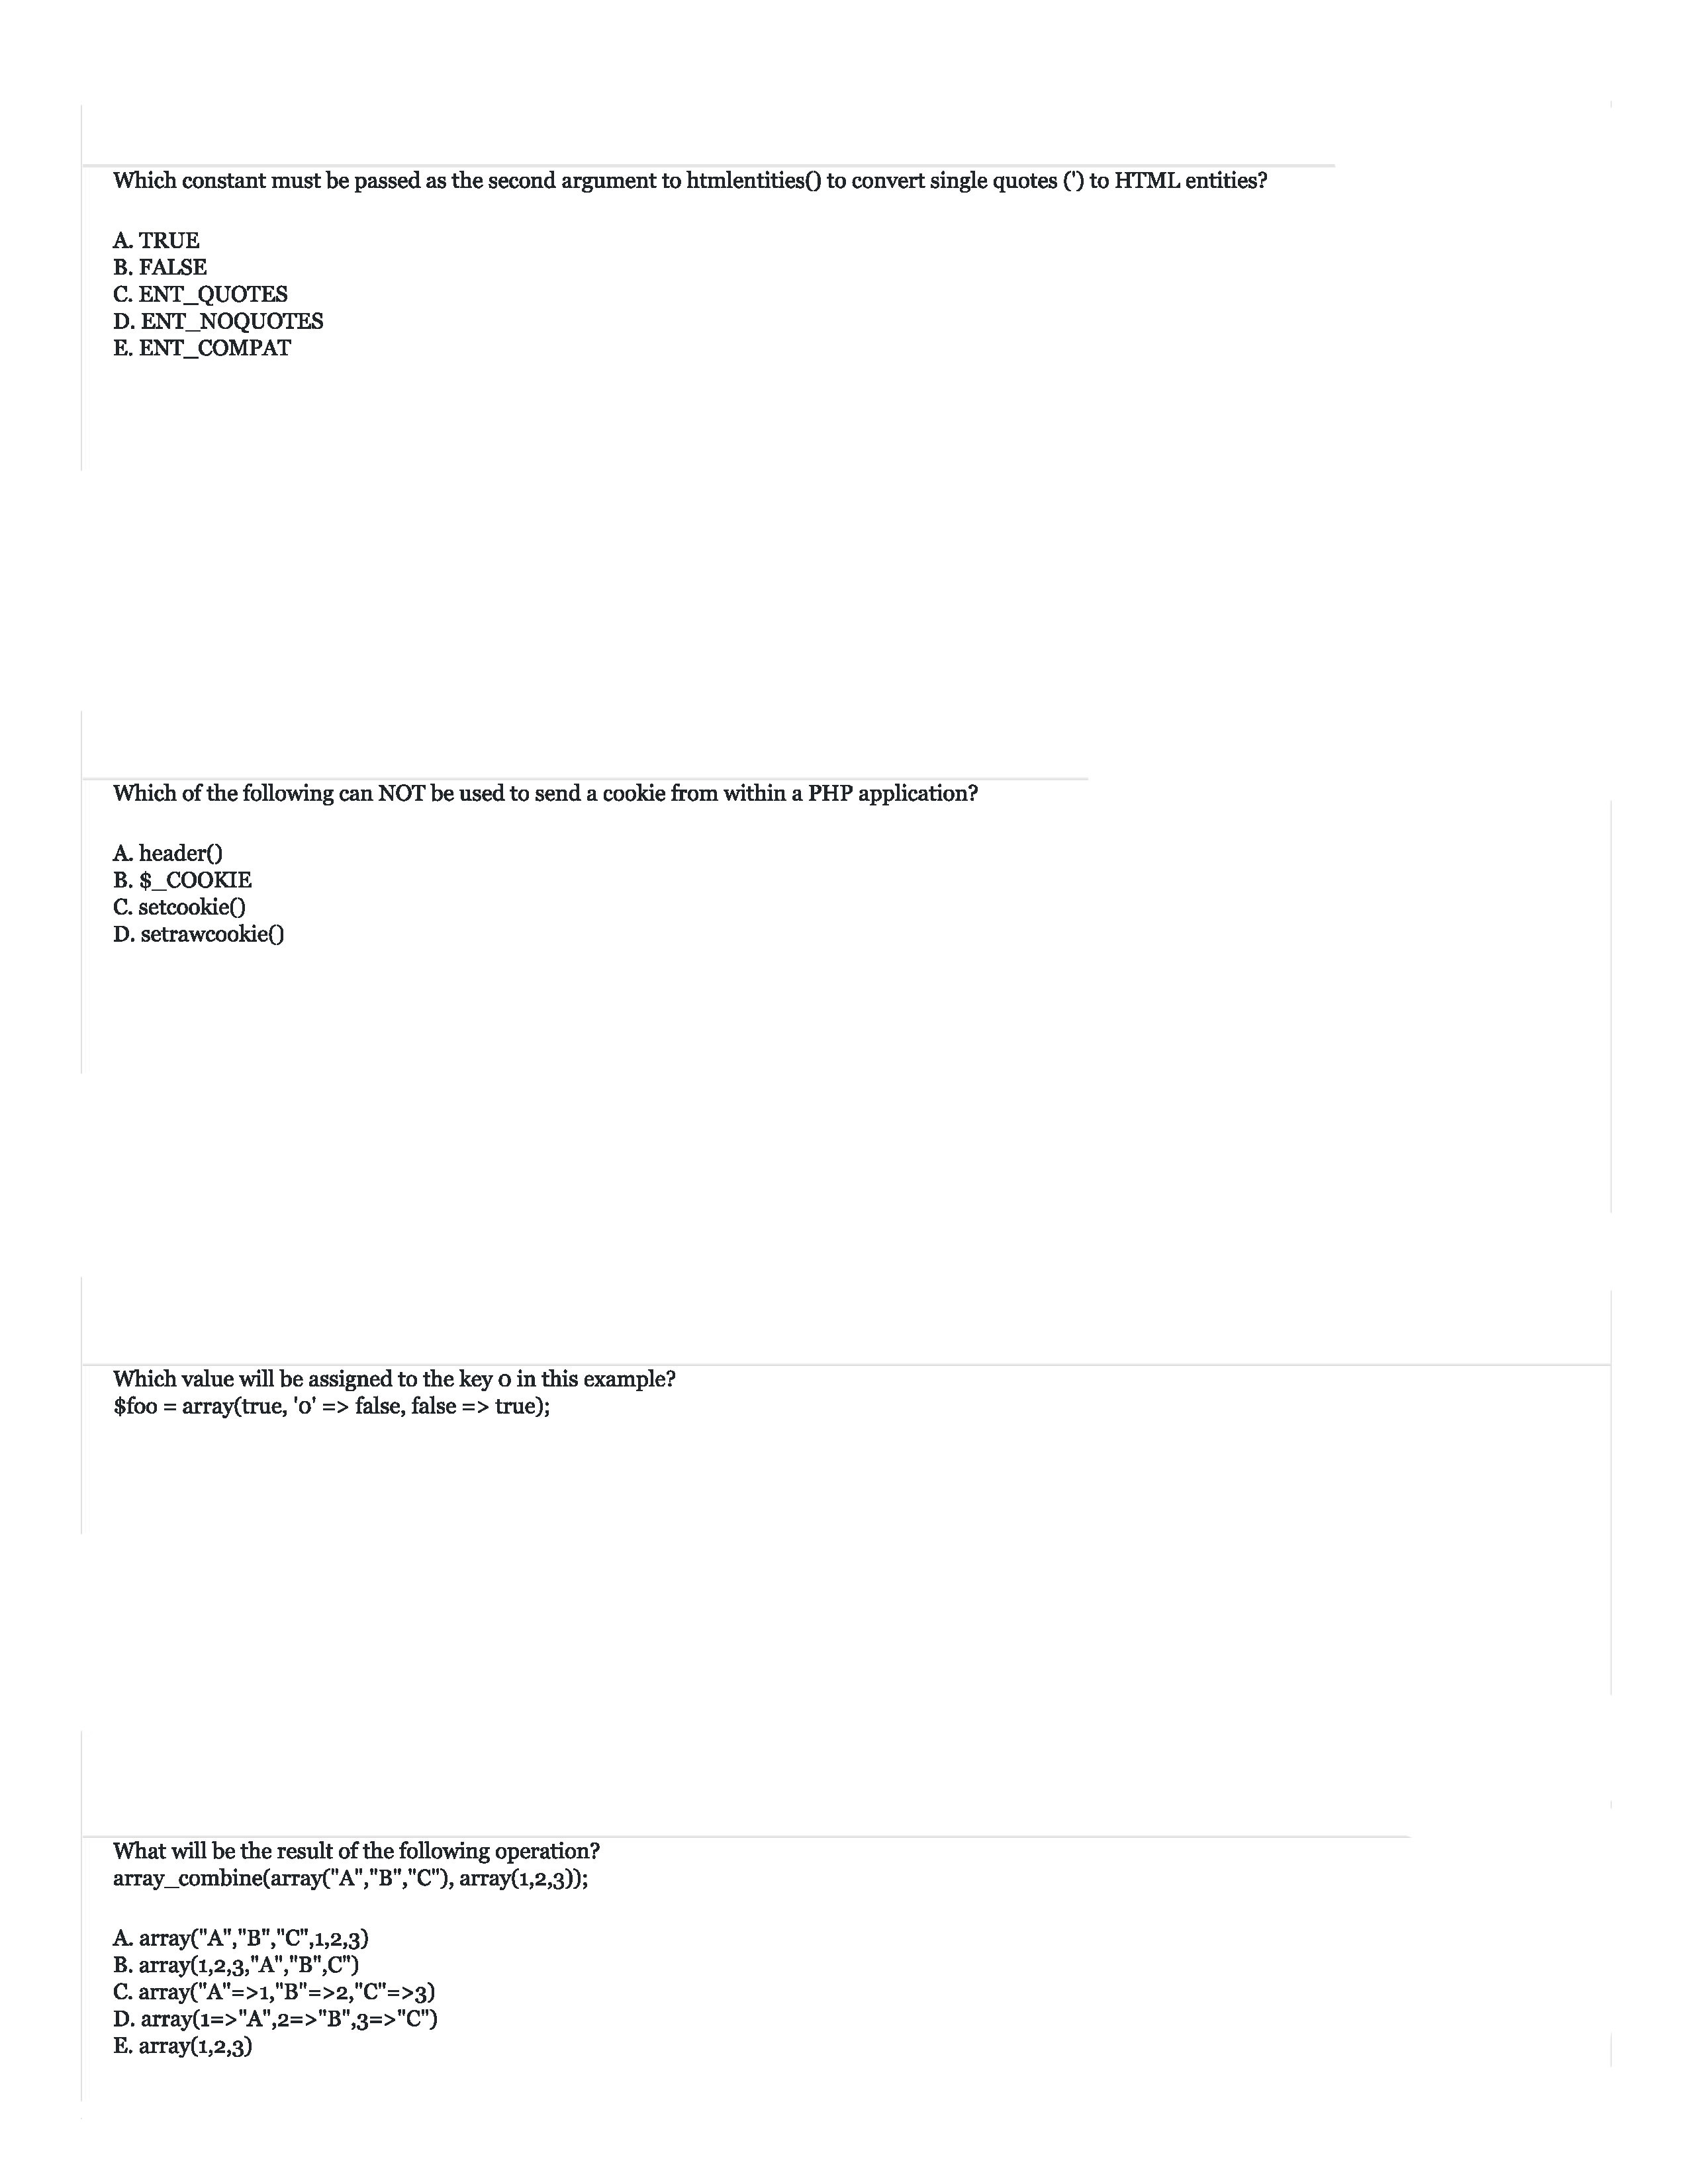 Which constant must be passed as the second argument to htmlentities() to convert single quotes (') to HTML entities?
A. TRUE
B. FALSE
C. ENT_QUOTES
D. ENT_NOQUOTES
E. ENT_COMPAT
Which of the following can NOT be used to send a cookie from within a PHP application?
A. header()
B. $_COOKIE
C. setcookie()
D. setrawcookie()
Which value will be assigned to the key 0 in this example?
$foo = array(true, '0' => false, false => true);
What will be the result of the following operation?
array_combine(array("A","B","C"), array(1,2,3));
A. array("A","B","C",1,2,3)
B. array(1,2,3,"A","B",C")
C. array("A"=>1,"B"=>2,"C"=>3)
D. array(1=>"A",2=>"B",3=>"C")
E. array(1,2,3)